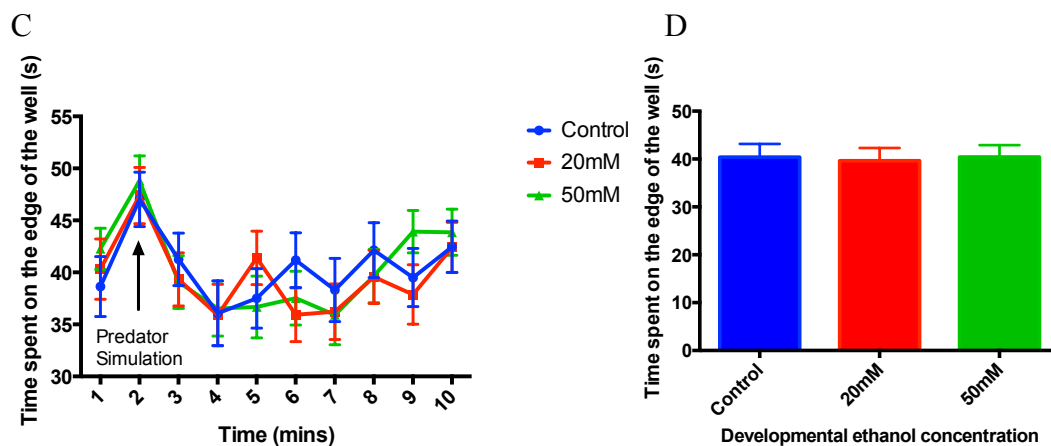 C
Time spent on the edge of the well (s)
55
50
45
40
35
30
Predator
Simulation
1
2
3
4
5
6
7
8
9
10
Time (mins)
Control
20mM
50mM
D
Time spent on the edge of the well (s)
50
40
30
20
10
0
Control
20mM
50mM
Developmental ethanol concentration